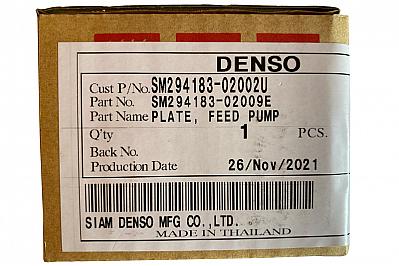 DENSO
Cust P/No. SM294183-02002U
Part No. SM294183-02009E
Part Name PLATE, FEED PUMP
Q'ty 1 PCS.
Back No.
Production Date 26/Nov/2021
SIAM DENSO MFG CO.,LTD.
MADE IN THAILAND